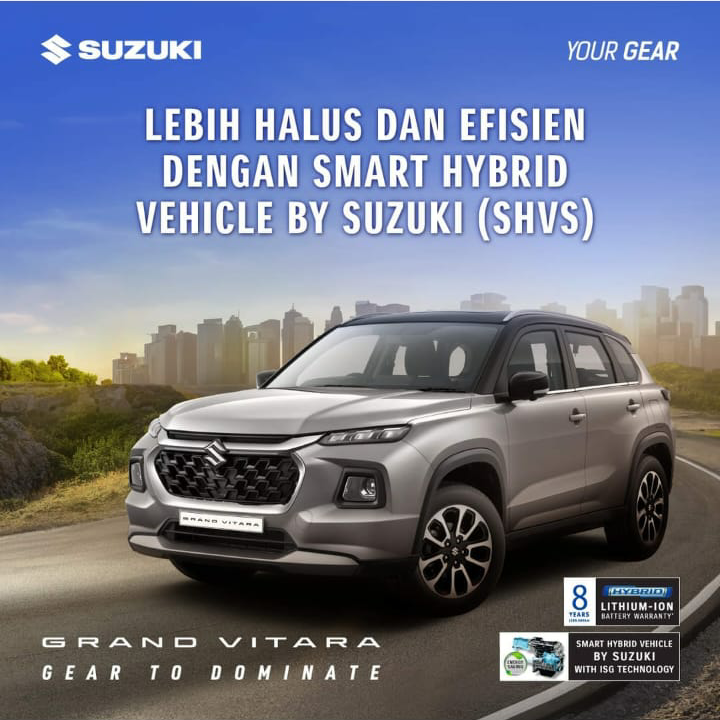 SUZUKI
YOUR GEAR
LEBIH HALUS DAN EFISIEN
DENGAN SMART HYBRID
VEHICLE BY SUZUKI (SHVS)
GRAND VITARA
8
YEARS
HYBRID
LITHIUM-ION
BATTERY WARRANTY*
GRAND VITARA
GEAR TO DOMINATE
ENERGY
SMART HYBRID VEHICLE
BY SUZUKI
WITH ISG TECHNOLOGY